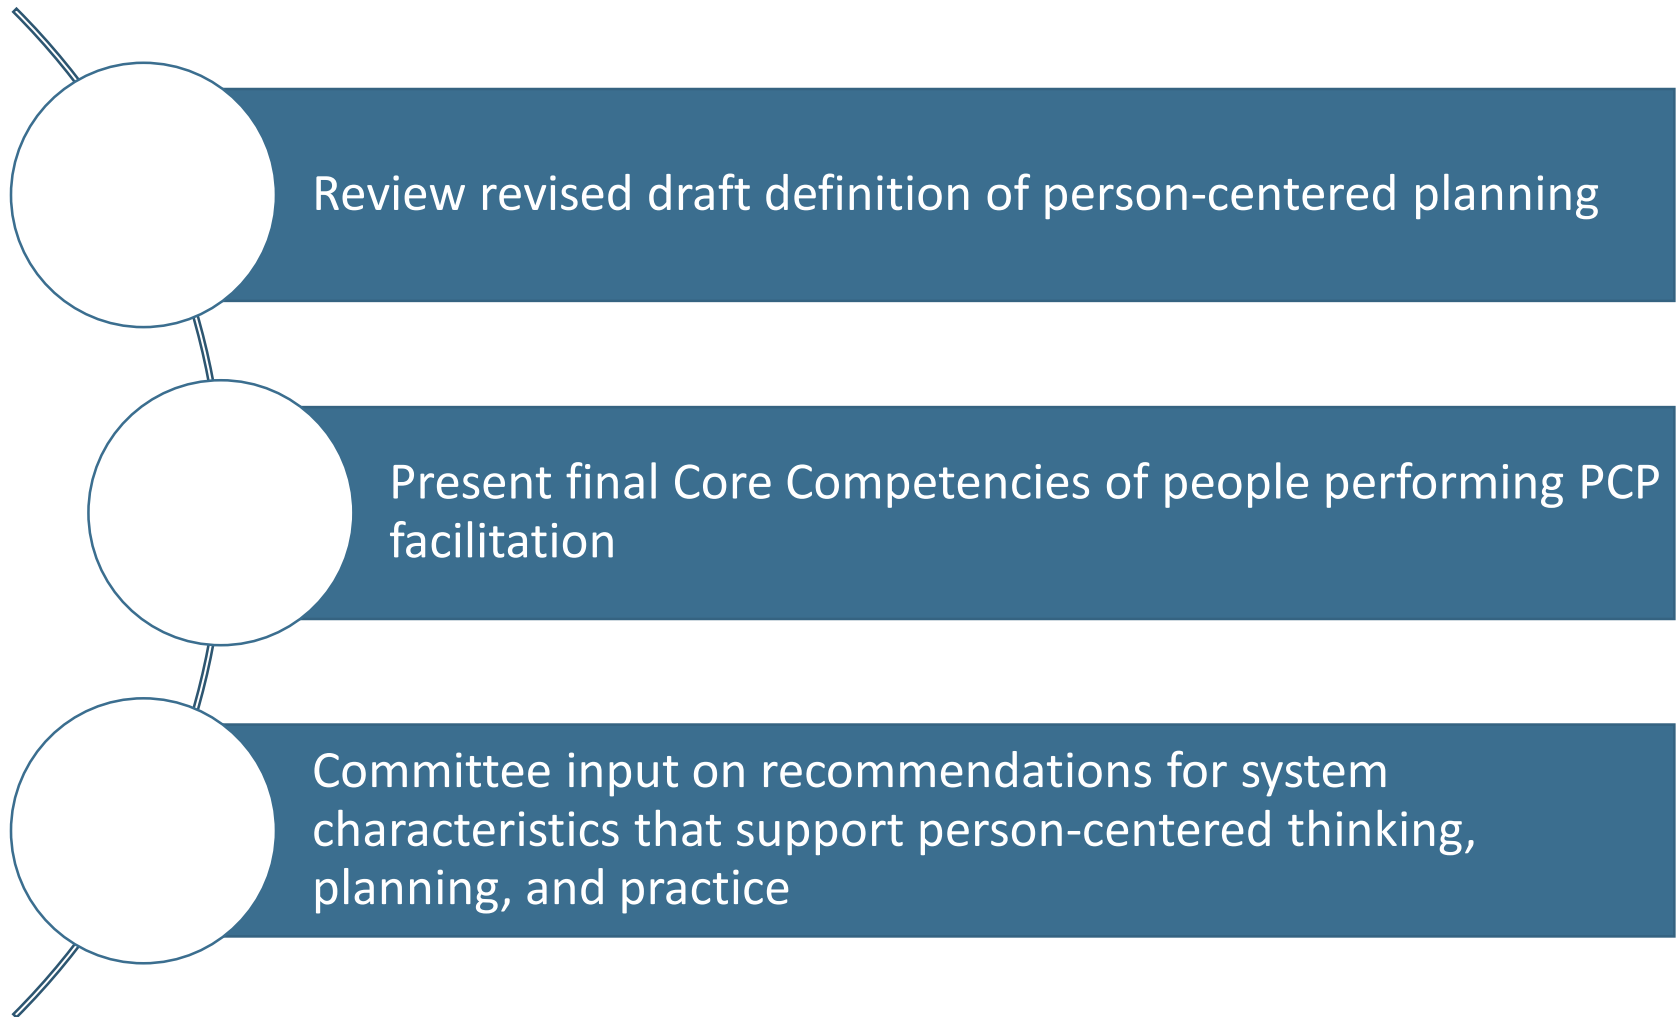 Review revised draft definition of person-centered planning
Present final Core Competencies of people performing PCP
facilitation
Committee input on recommendations for system
characteristics that support person-centered thinking,
planning, and practice